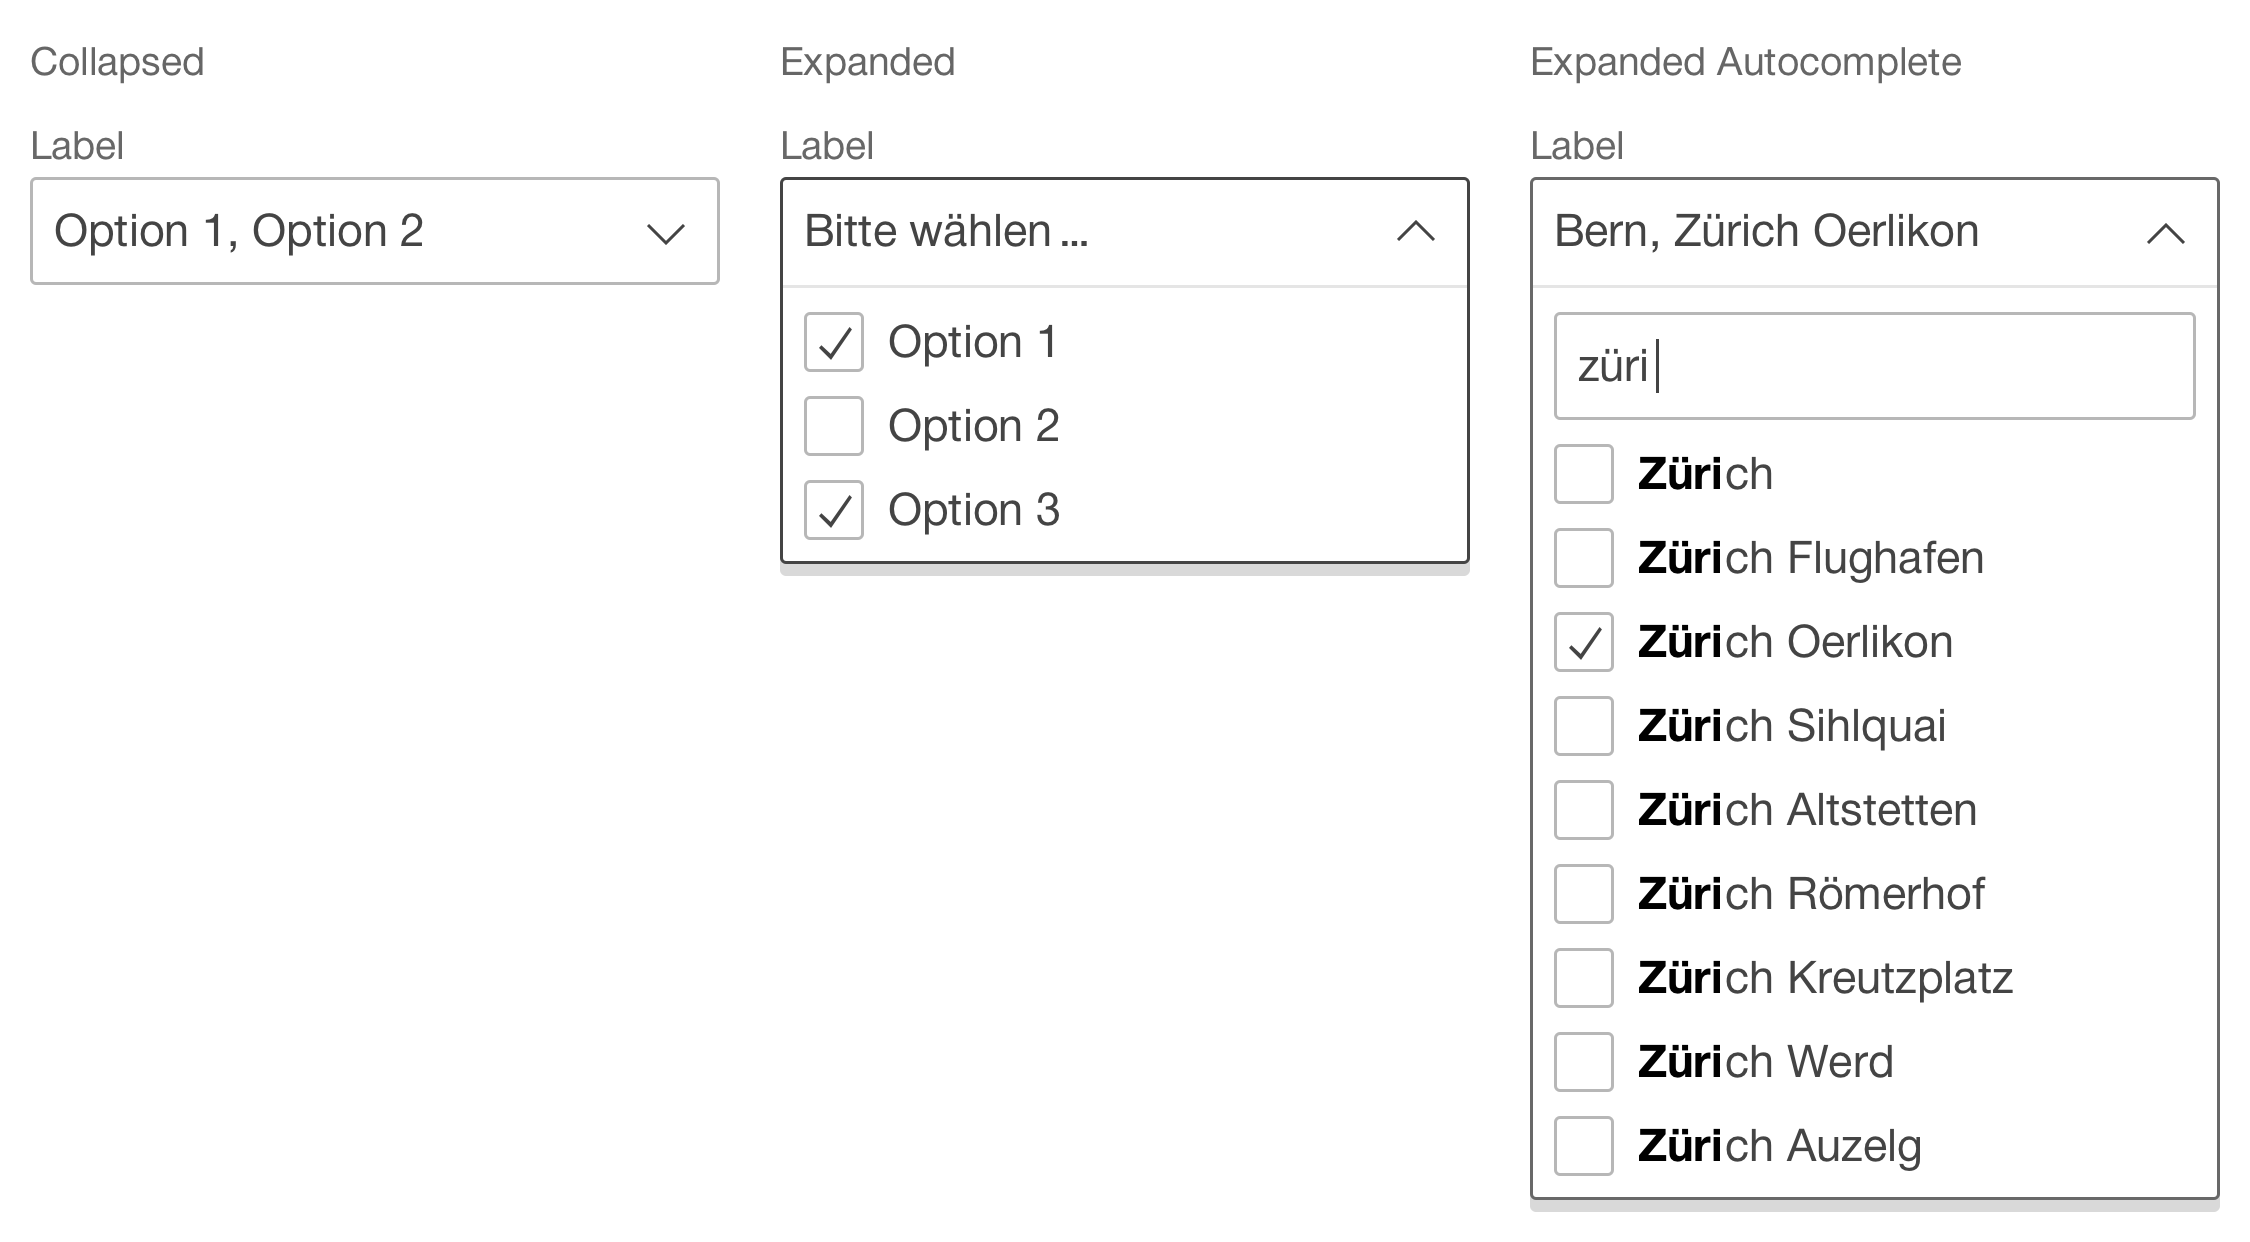 Collapsed
Label
Option 1, Option 2
Expanded
Label
Bitte wählen ...
Option 1
Option 2
Option 3
Expanded Autocomplete
Label
Bern, Zürich Oerlikon
züri
Zürich
Zürich Flughafen
Zürich Oerlikon
Zürich Sihlquai
Zürich Altstetten
Zürich Römerhof
Zürich Kreutzplatz
Zürich Werd
Zürich Auzelg